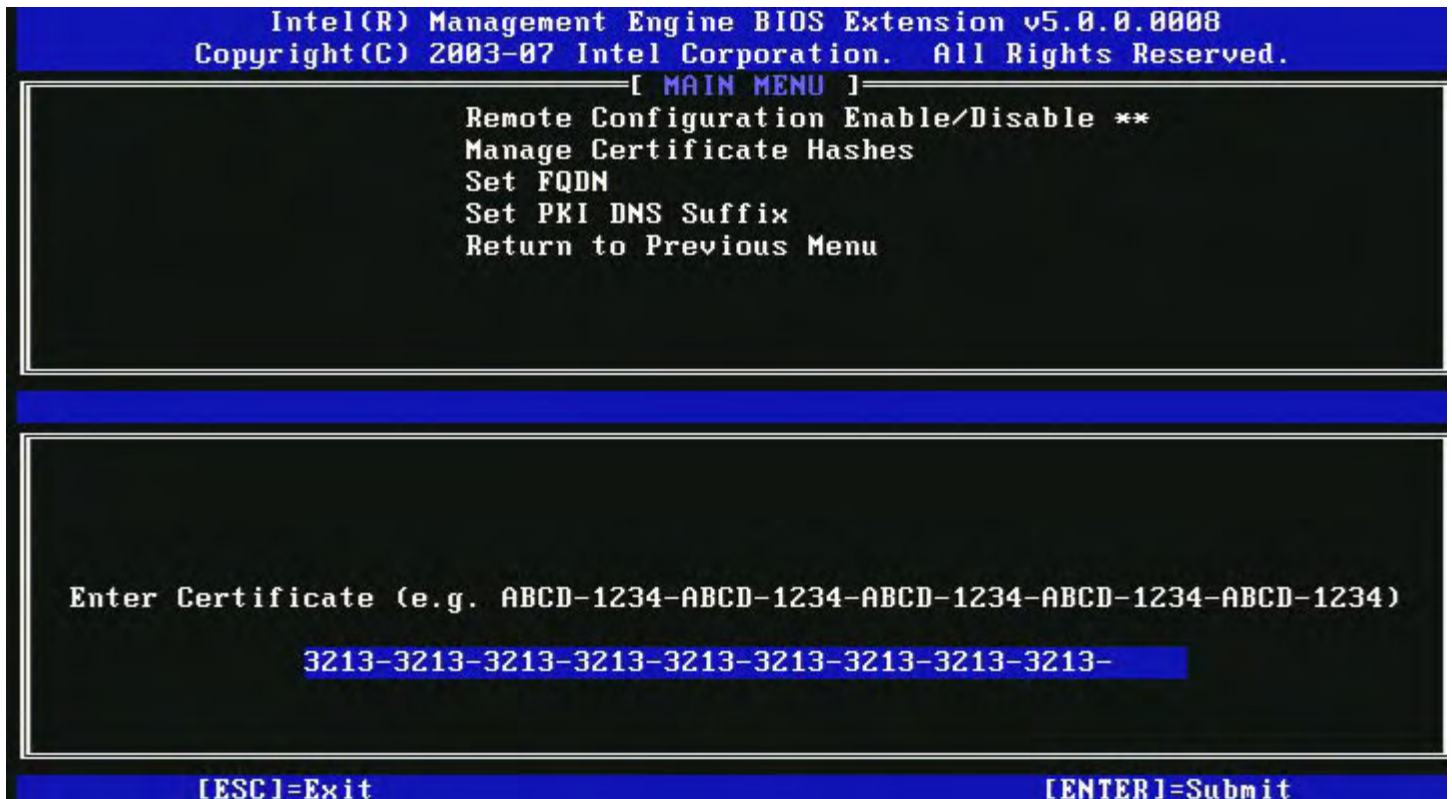 Intel(R) Management Engine BIOS Extension v5.0.0.0008
Copyright(C) 2003-07 Intel Corporation.  All Rights Reserved.
[ MAIN MENU ]
Remote Configuration Enable/Disable **
Manage Certificate Hashes
Set FQDN
Set PKI DNS Suffix
Return to Previous Menu
Enter Certificate (e.g. ABCD-1234-ABCD-1234-ABCD-1234-ABCD-1234-ABCD-1234)
3213-3213-3213-3213-3213-3213-3213-3213-3213-
[ESC]=Exit [ENTER]=Submit